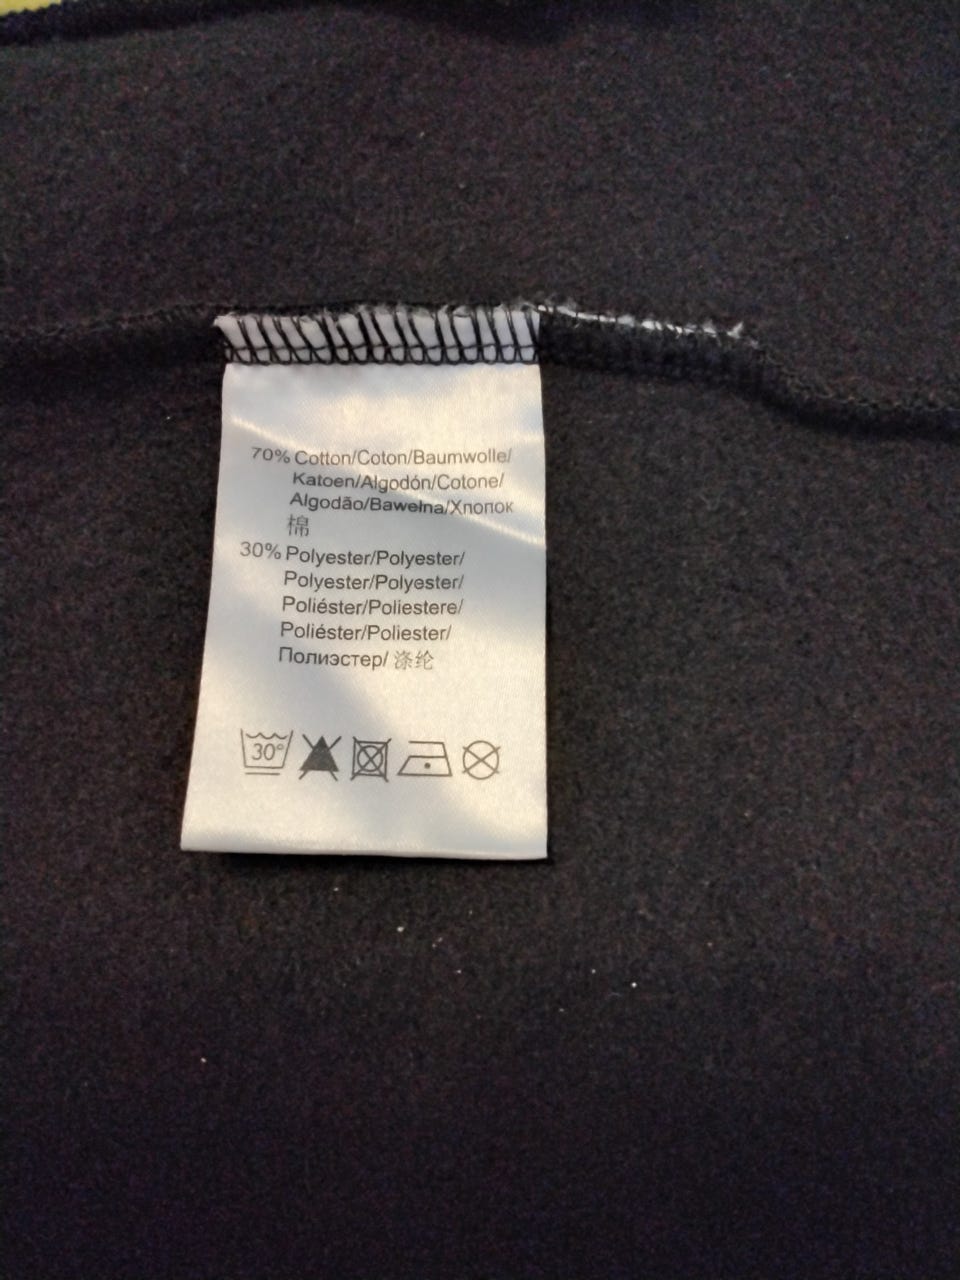 70% Cotton/Coton/Baumwolle/
Katoen/Algodón/Cotone/
Algodão/Bawełna/Хлопок
棉
30% Polyester/Polyester/
Polyester/Polyester/
Poliéster/Poliestere/
Poliéster/Poliester/
Полиэстер/ 涤纶
30°